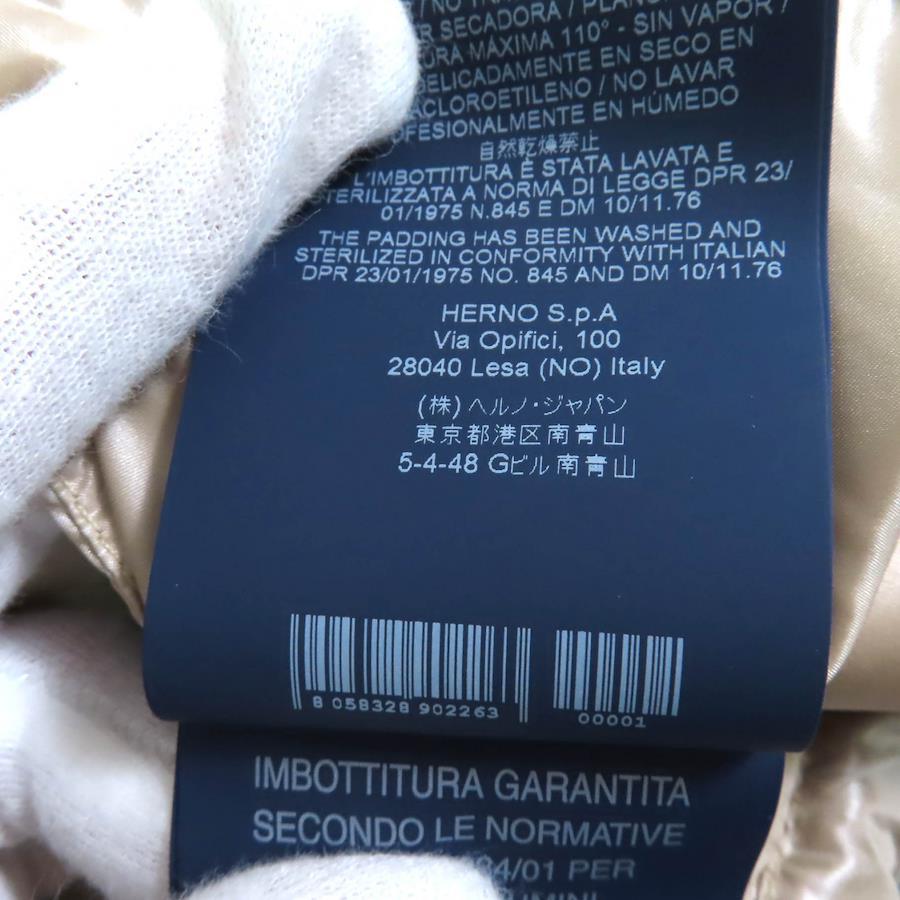 SECADORA /
MÁXIMA 110° - SIN VAPOR /
DELICADAMENTE EN SECO EN
/ NO LAVAR
EN HÚMEDO
自然乾燥禁止
L'IMBOTTITURA È STATA LAVATA E
STERILIZZATA A NORMA DI LEGGE DPR 23/
01/1975 N.845 E DM 10/11.76
THE PADDING HAS BEEN WASHED AND
STERILIZED IN CONFORMITY WITH ITALIAN
DPR 23/01/1975 NO. 845 AND DM 10/11.76
HERNO S.p.A
Via Opifici, 100
28040 Lesa (NO) Italy
(株) ヘルノ・ジャパン
東京都港区南青山
5-4-48 Gビル南青山
8 058328 902263
00001
IMBOTTITURA GARANTITA
SECONDO LE NORMATIVE
/01 PER